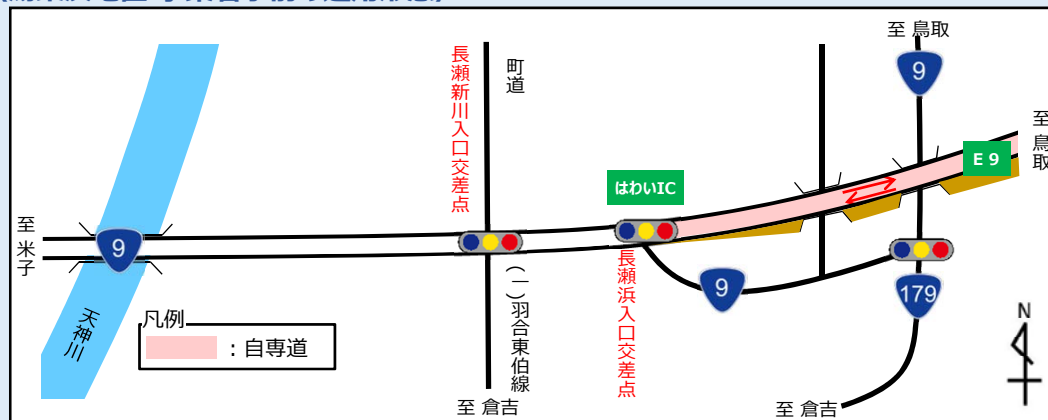 至 鳥取
9
長瀬新川入口交差点
町道
至 鳥取
E 9
はわいIC
至 米子
9
天神川
(一)羽合東伯線
長瀬浜入口交差点
9
179
凡例
：自専道
至 倉吉
至 倉吉
N